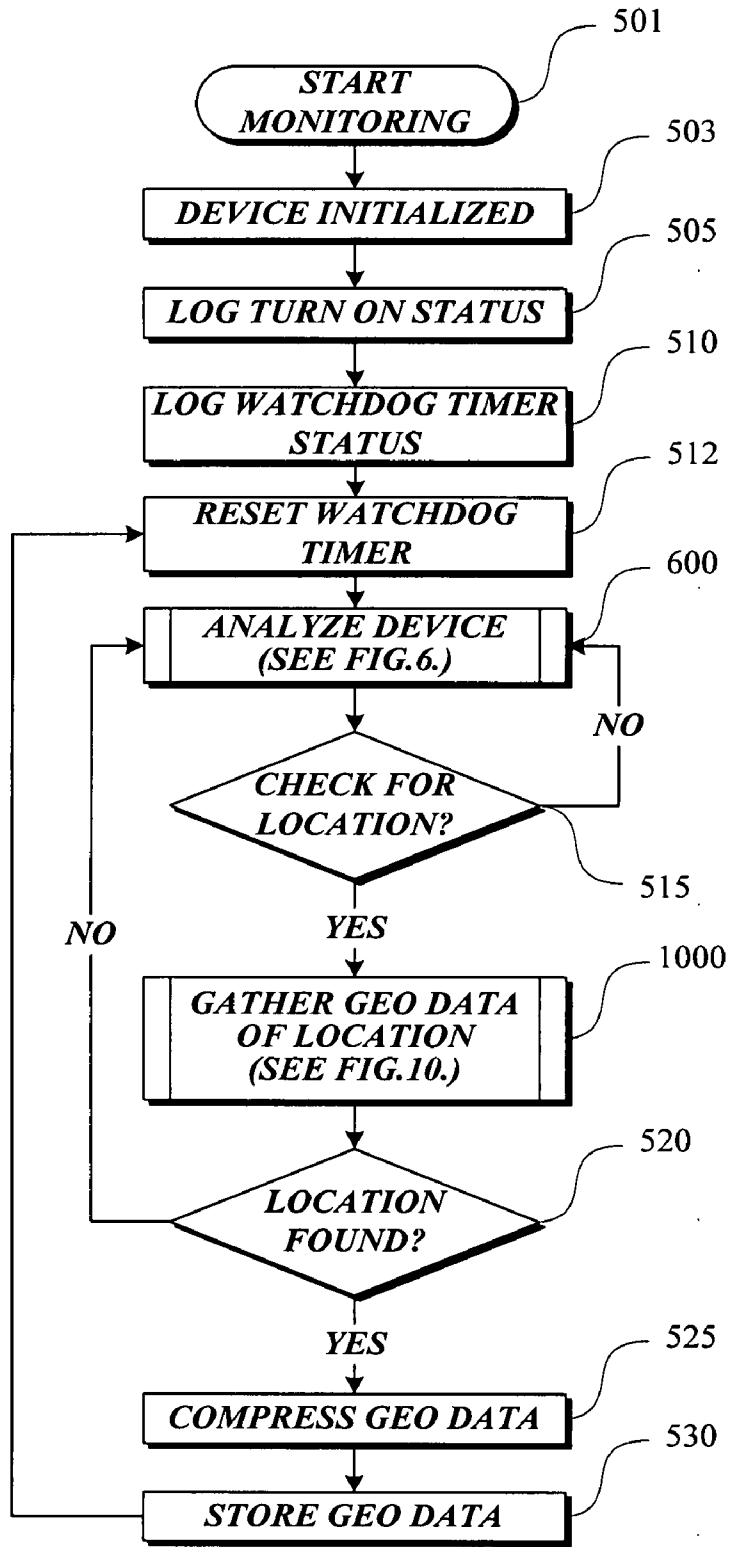 501
START
MONITORING
503
DEVICE INITIALIZED
505
LOG TURN ON STATUS
510
LOG WATCHDOG TIMER
STATUS
512
RESET WATCHDOG
TIMER
600
ANALYZE DEVICE
(SEE FIG.6.)
NO
CHECK FOR
LOCATION?
515
NO
YES
1000
GATHER GEO DATA
OF LOCATION
(SEE FIG.10.)
520
LOCATION
FOUND?
YES
525
COMPRESS GEO DATA
530
STORE GEO DATA